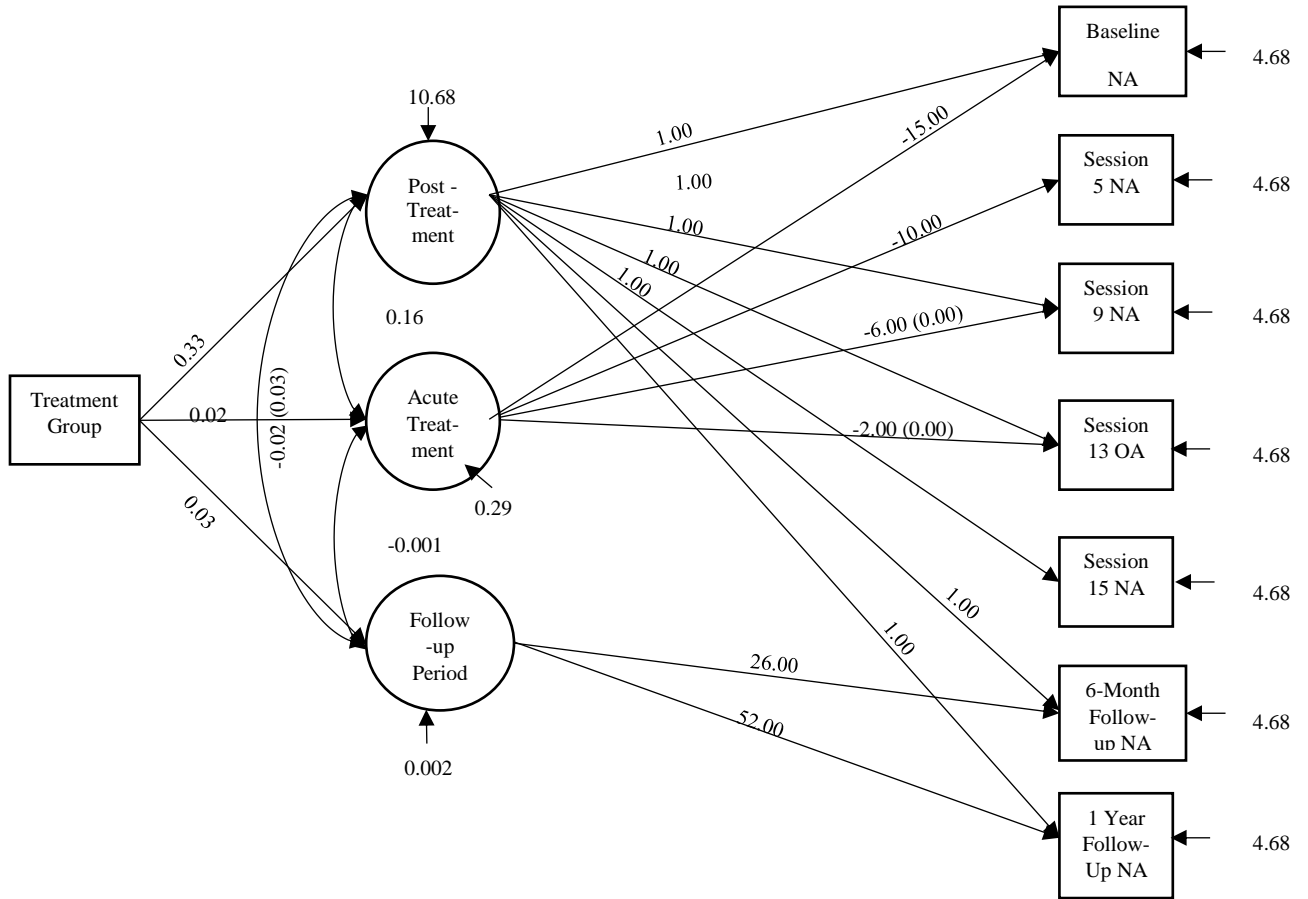 Baseline
NA
4.68
10.68
1.00
-15.00
Post -
Treat-
ment
1.00
Session
5 NA
4.68
1.00
-10.00
1.00
1.00
Session
9 NA
4.68
0.16
-6.00 (0.00)
0.33
Treatment
Group
0.02
-0.02 (0.03)
Acute
Treat-
ment
-2.00 (0.00)
Session
13 OA
4.68
0.29
0.03
-0.001
Session
15 NA
4.68
Follow
-up
Period
1.00
1.00
26.00
52.00
6-Month
Follow-
up NA
4.68
0.002
1 Year
Follow-
Up NA
4.68